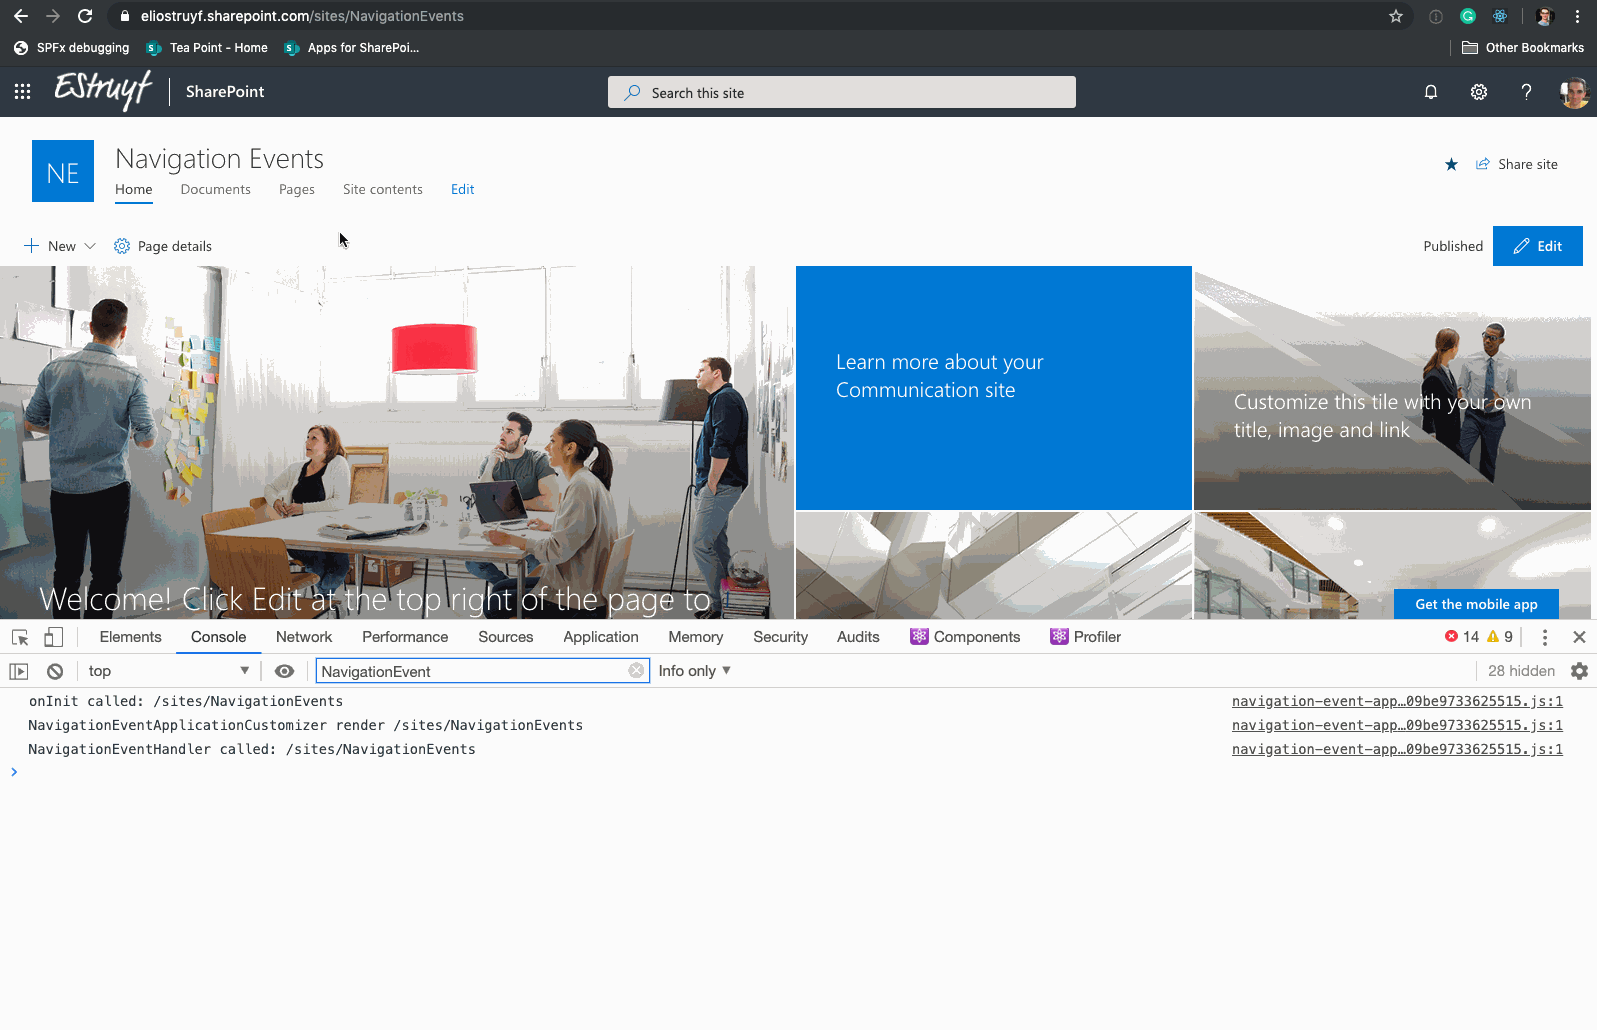 eliostruyf.sharepoint.com/sites/NavigationEvents
SPFx debugging
Tea Point - Home
Apps for SharePoi...
Other Bookmarks
EStruyf
SharePoint
Search this site
?
NE
Navigation Events
Home
Documents
Pages
Site contents
Edit
Share site
New
Page details
Published
Edit
Learn more about your
Communication site
Customize this tile with your own
title, image and link
Welcome! Click Edit at the top right of the page to
Get the mobile app
Elements
Console
Network
Performance
Sources
Application
Memory
Security
Audits
Components
Profiler
14
9
top
NavigationEvent
Info only
28 hidden
onInit called: /sites/NavigationEvents
navigation-event-app…09be9733625515.js:1
NavigationEventApplicationCustomizer render /sites/NavigationEvents
navigation-event-app…09be9733625515.js:1
NavigationEventHandler called: /sites/NavigationEvents
navigation-event-app…09be9733625515.js:1